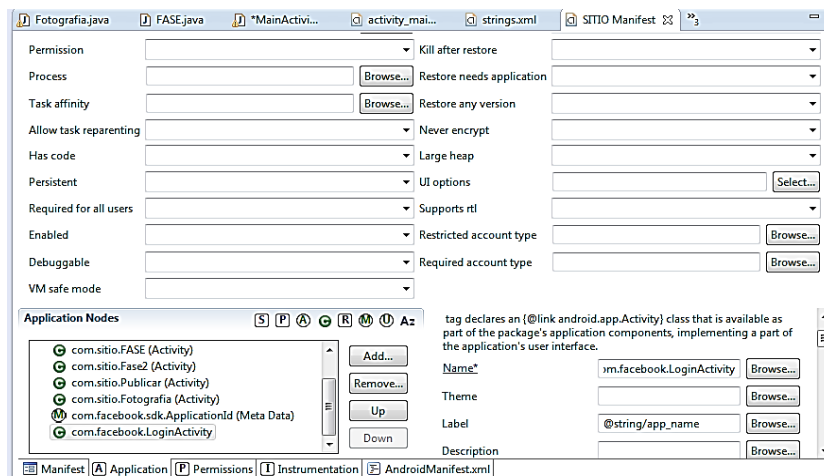 Fotografia.java FASE.java *MainActivi... activity_mai... strings.xml SITIO Manifest »3
Permission Kill after restore
Process Browse... Restore needs application
Task affinity Browse... Restore any version
Allow task reparenting Never encrypt
Has code Large heap
Persistent UI options Select...
Required for all users Supports rtl
Enabled Restricted account type Browse...
Debuggable Required account type Browse...
VM safe mode
Application Nodes S P A C R M U Az
com.sitio.FASE (Activity)
com.sitio.Fase2 (Activity)
com.sitio.Publicar (Activity)
com.sitio.Fotografia (Activity)
com.facebook.sdk.ApplicationId (Meta Data)
com.facebook.LoginActivity
Add...
Remove...
Up
Down
tag declares an {@link android.app.Activity} class that is available as
part of the package's application components, implementing a part of
the application's user interface.
Name* m.facebook.LoginActivity Browse...
Theme Browse...
Label @string/app_name Browse...
Description Browse...
Manifest A Application P Permissions I Instrumentation AndroidManifest.xml